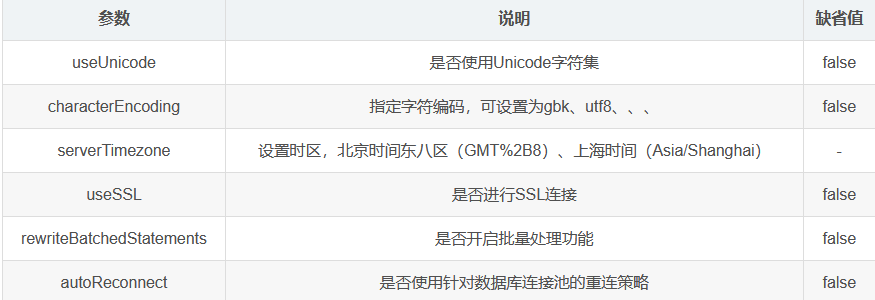 参数 说明 缺省值
useUnicode 是否使用Unicode字符集 false
characterEncoding 指定字符编码，可设置为gbk、utf8、、、 false
serverTimezone 设置时区，北京时间东八区（GMT%2B8）、上海时间（Asia/Shanghai） -
useSSL 是否进行SSL连接 false
rewriteBatchedStatements 是否开启批量处理功能 false
autoReconnect 是否使用针对数据库连接池的重连策略 false